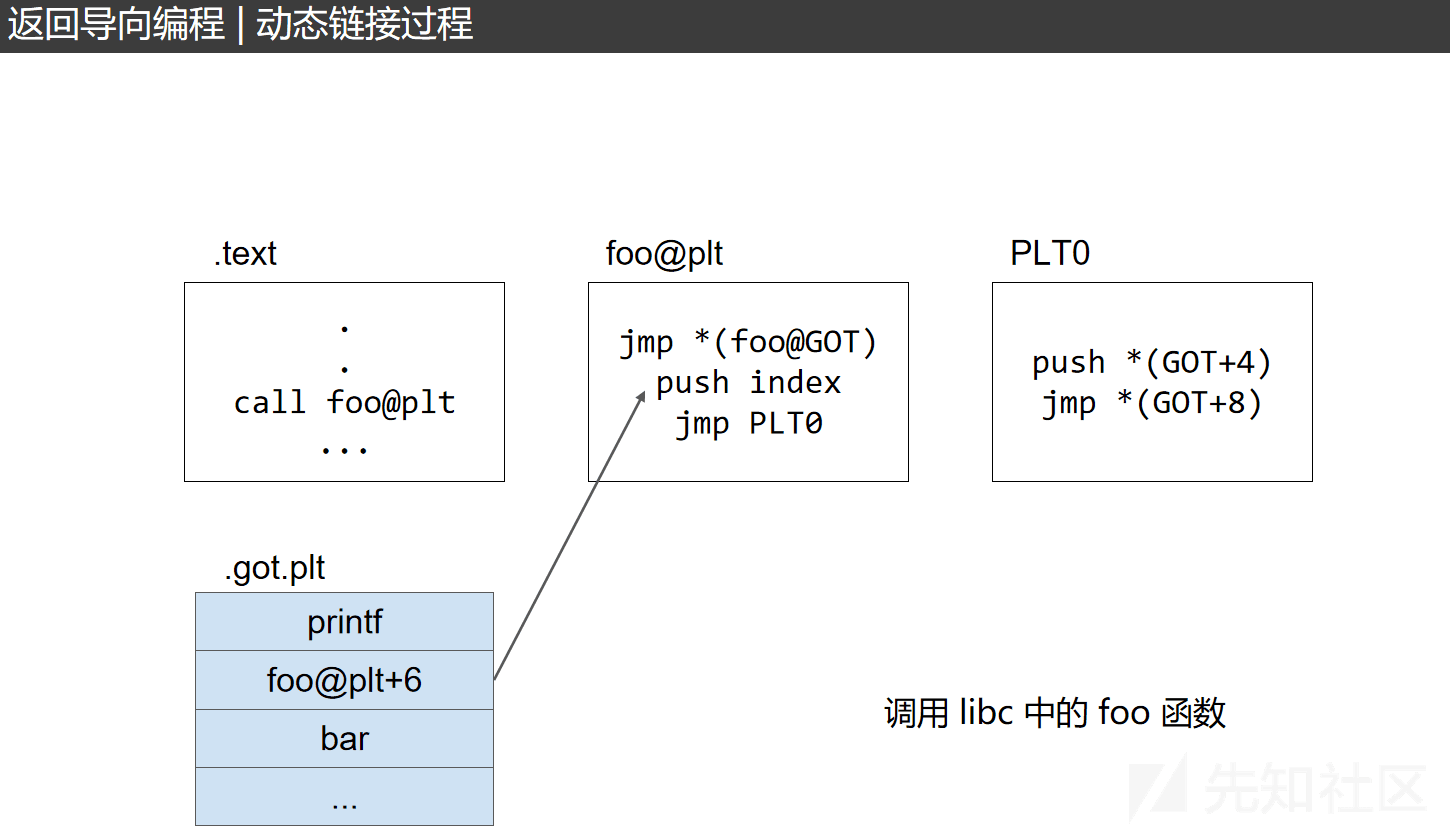 返回导向编程 | 动态链接过程
.text
.
.
call foo@plt
...
foo@plt
jmp *(foo@GOT)
push index
jmp PLT0
PLT0
push *(GOT+4)
jmp *(GOT+8)
.got.plt
printf
foo@plt+6
bar
...
调用 libc 中的 foo 函数
先知社区